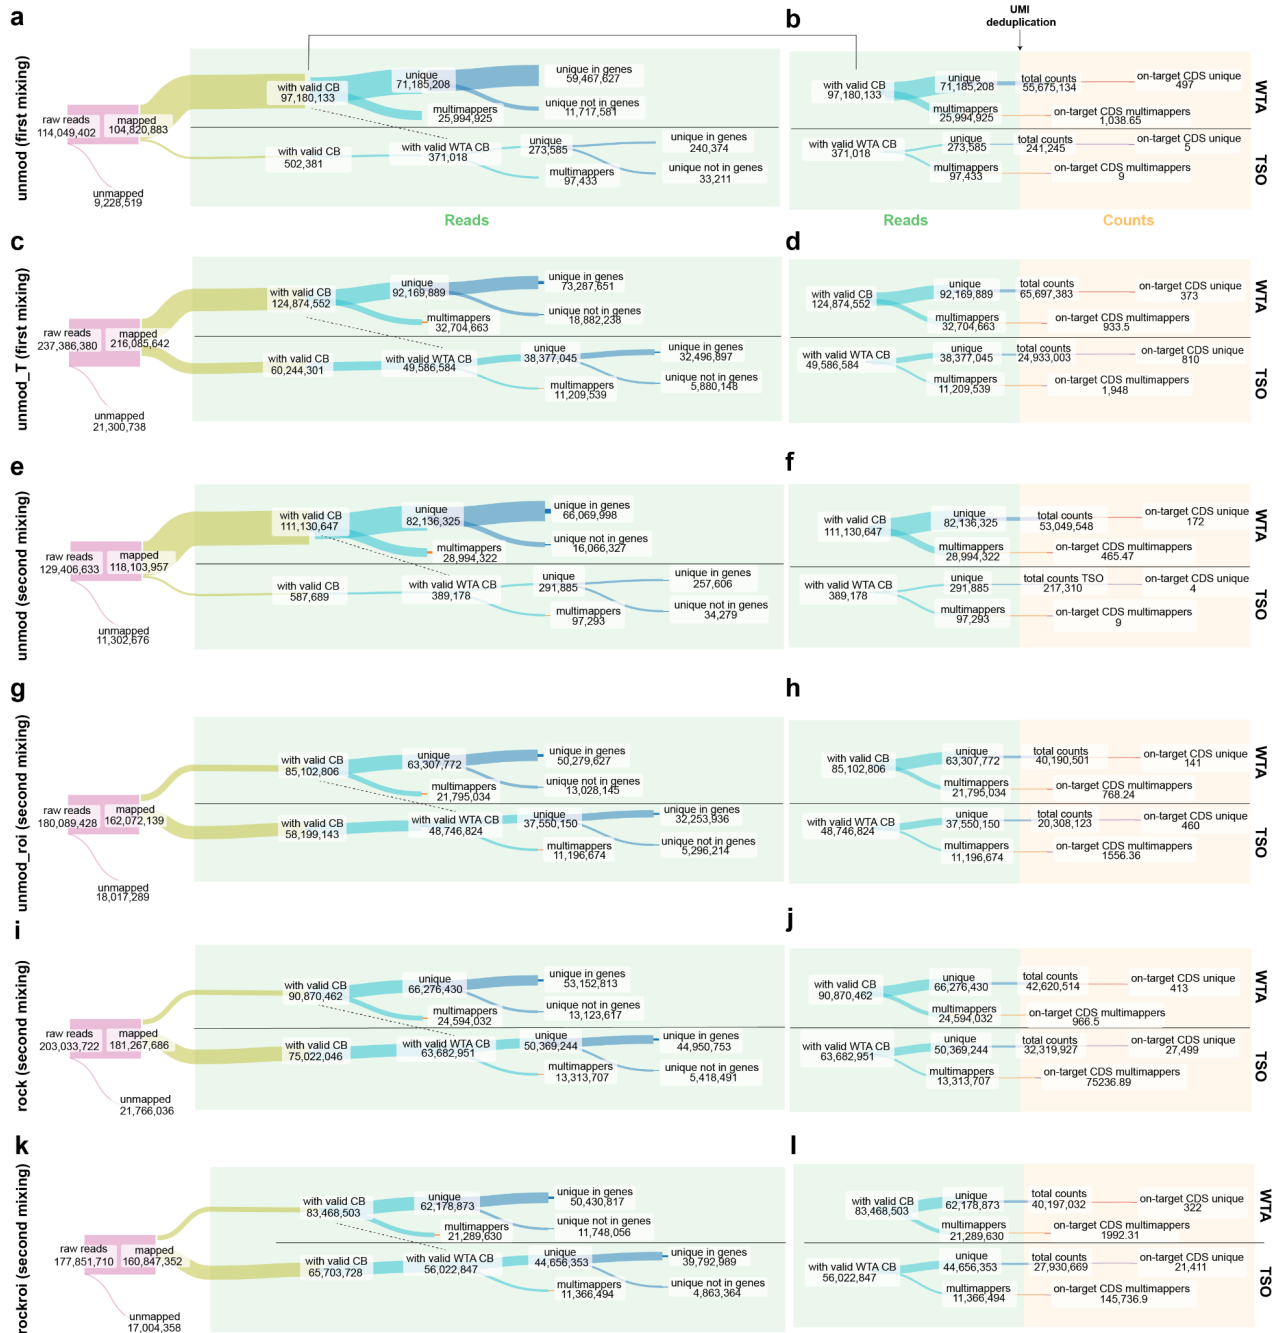 a
unmod (first mixing)
raw reads
114,049,402
mapped
104,820,883
unmapped
9,228,519
with valid CB
97,180,133
unique
71,185,208
multimappers
25,994,925
unique in genes
59,467,627
unique not in genes
11,717,581
with valid CB
502,381
with valid WTA CB
371,018
unique
273,585
multimappers
97,433
unique in genes
240,374
unique not in genes
33,211
Reads
b
UMI
deduplication
with valid CB
97,180,133
unique
71,185,208
multimappers
25,994,925
total counts
55,675,134
on-target CDS unique
497
on-target CDS multimappers
1,038.65
WTA
with valid WTA CB
371,018
unique
273,585
multimappers
97,433
total counts
241,245
on-target CDS unique
5
on-target CDS multimappers
9
TSO
Reads
Counts
c
unmod_T (first mixing)
raw reads
237,386,380
mapped
216,085,642
unmapped
21,300,738
with valid CB
124,874,552
unique
92,169,889
multimappers
32,704,663
unique in genes
73,287,651
unique not in genes
18,882,238
with valid CB
60,244,301
with valid WTA CB
49,586,584
unique
38,377,045
multimappers
11,209,539
unique in genes
32,496,897
unique not in genes
5,880,148
d
with valid CB
124,874,552
unique
92,169,889
multimappers
32,704,663
total counts
65,697,383
on-target CDS unique
373
on-target CDS multimappers
933.5
WTA
with valid WTA CB
49,586,584
unique
38,377,045
multimappers
11,209,539
total counts
24,933,003
on-target CDS unique
810
on-target CDS multimappers
1,948
TSO
e
unmod (second mixing)
raw reads
129,406,633
mapped
118,103,957
unmapped
11,302,676
with valid CB
111,130,647
unique
82,136,325
multimappers
28,994,322
unique in genes
66,069,998
unique not in genes
16,066,327
with valid CB
587,689
with valid WTA CB
389,178
unique
291,885
multimappers
97,293
unique in genes
257,606
unique not in genes
34,279
f
with valid CB
111,130,647
unique
82,136,325
multimappers
28,994,322
total counts
53,049,548
on-target CDS unique
172
on-target CDS multimappers
465.47
WTA
with valid WTA CB
389,178
unique
291,885
multimappers
97,293
total counts TSO
217,310
on-target CDS unique
4
on-target CDS multimappers
9
TSO
g
unmod_roi (second mixing)
raw reads
180,089,428
mapped
162,072,139
unmapped
18,017,289
with valid CB
85,102,806
unique
63,307,772
multimappers
21,795,034
unique in genes
50,279,627
unique not in genes
13,028,145
with valid CB
58,199,143
with valid WTA CB
48,746,824
unique
37,550,150
multimappers
11,196,674
unique in genes
32,253,936
unique not in genes
5,296,214
h
with valid CB
85,102,806
unique
63,307,772
multimappers
21,795,034
total counts
40,190,501
on-target CDS unique
141
on-target CDS multimappers
768.24
WTA
with valid WTA CB
48,746,824
unique
37,550,150
multimappers
11,196,674
total counts
20,308,123
on-target CDS unique
460
on-target CDS multimappers
1556.36
TSO
i
rock (second mixing)
raw reads
203,033,722
mapped
181,267,686
unmapped
21,766,036
with valid CB
90,870,462
unique
66,276,430
multimappers
24,594,032
unique in genes
53,152,813
unique not in genes
13,123,617
with valid CB
75,022,046
with valid WTA CB
63,682,951
unique
50,369,244
multimappers
13,313,707
unique in genes
44,950,753
unique not in genes
5,418,491
j
with valid CB
90,870,462
unique
66,276,430
multimappers
24,594,032
total counts
42,620,514
on-target CDS unique
413
on-target CDS multimappers
966.5
WTA
with valid WTA CB
63,682,951
unique
50,369,244
multimappers
13,313,707
total counts
32,319,927
on-target CDS unique
27,499
on-target CDS multimappers
75236.89
TSO
k
rockroi (second mixing)
raw reads
177,851,710
mapped
160,847,352
unmapped
17,004,358
with valid CB
83,468,503
unique
62,178,873
multimappers
21,289,630
unique in genes
50,430,817
unique not in genes
11,748,056
with valid CB
65,703,728
with valid WTA CB
56,022,847
unique
44,656,353
multimappers
11,366,494
unique in genes
39,792,989
unique not in genes
4,863,364
l
with valid CB
83,468,503
unique
62,178,873
multimappers
21,289,630
total counts
40,197,032
on-target CDS unique
322
on-target CDS multimappers
1992.31
WTA
with valid WTA CB
56,022,847
unique
44,656,353
multimappers
11,366,494
total counts
27,930,669
on-target CDS unique
21,411
on-target CDS multimappers
145,736.9
TSO